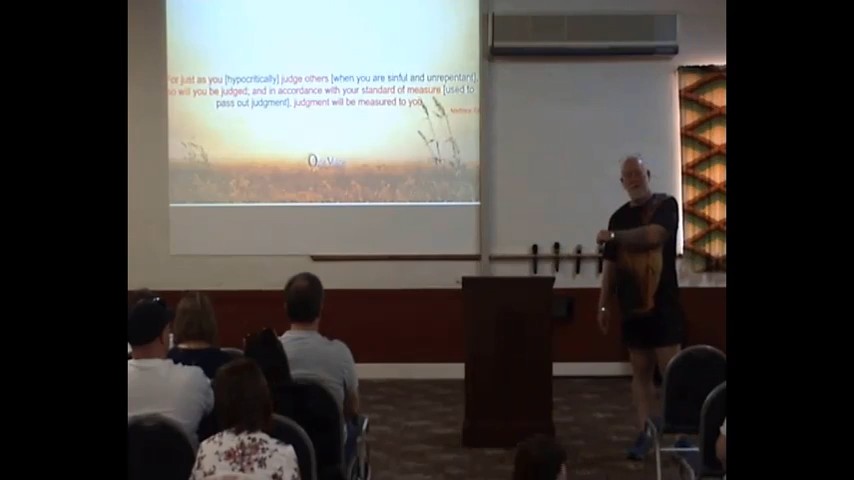 For just as you [hypocritically] judge others [when you are sinful and unrepentant],
so will you be judged; and in accordance with your standard of measure [used to
pass out judgment], judgment will be measured to you.
Matthew